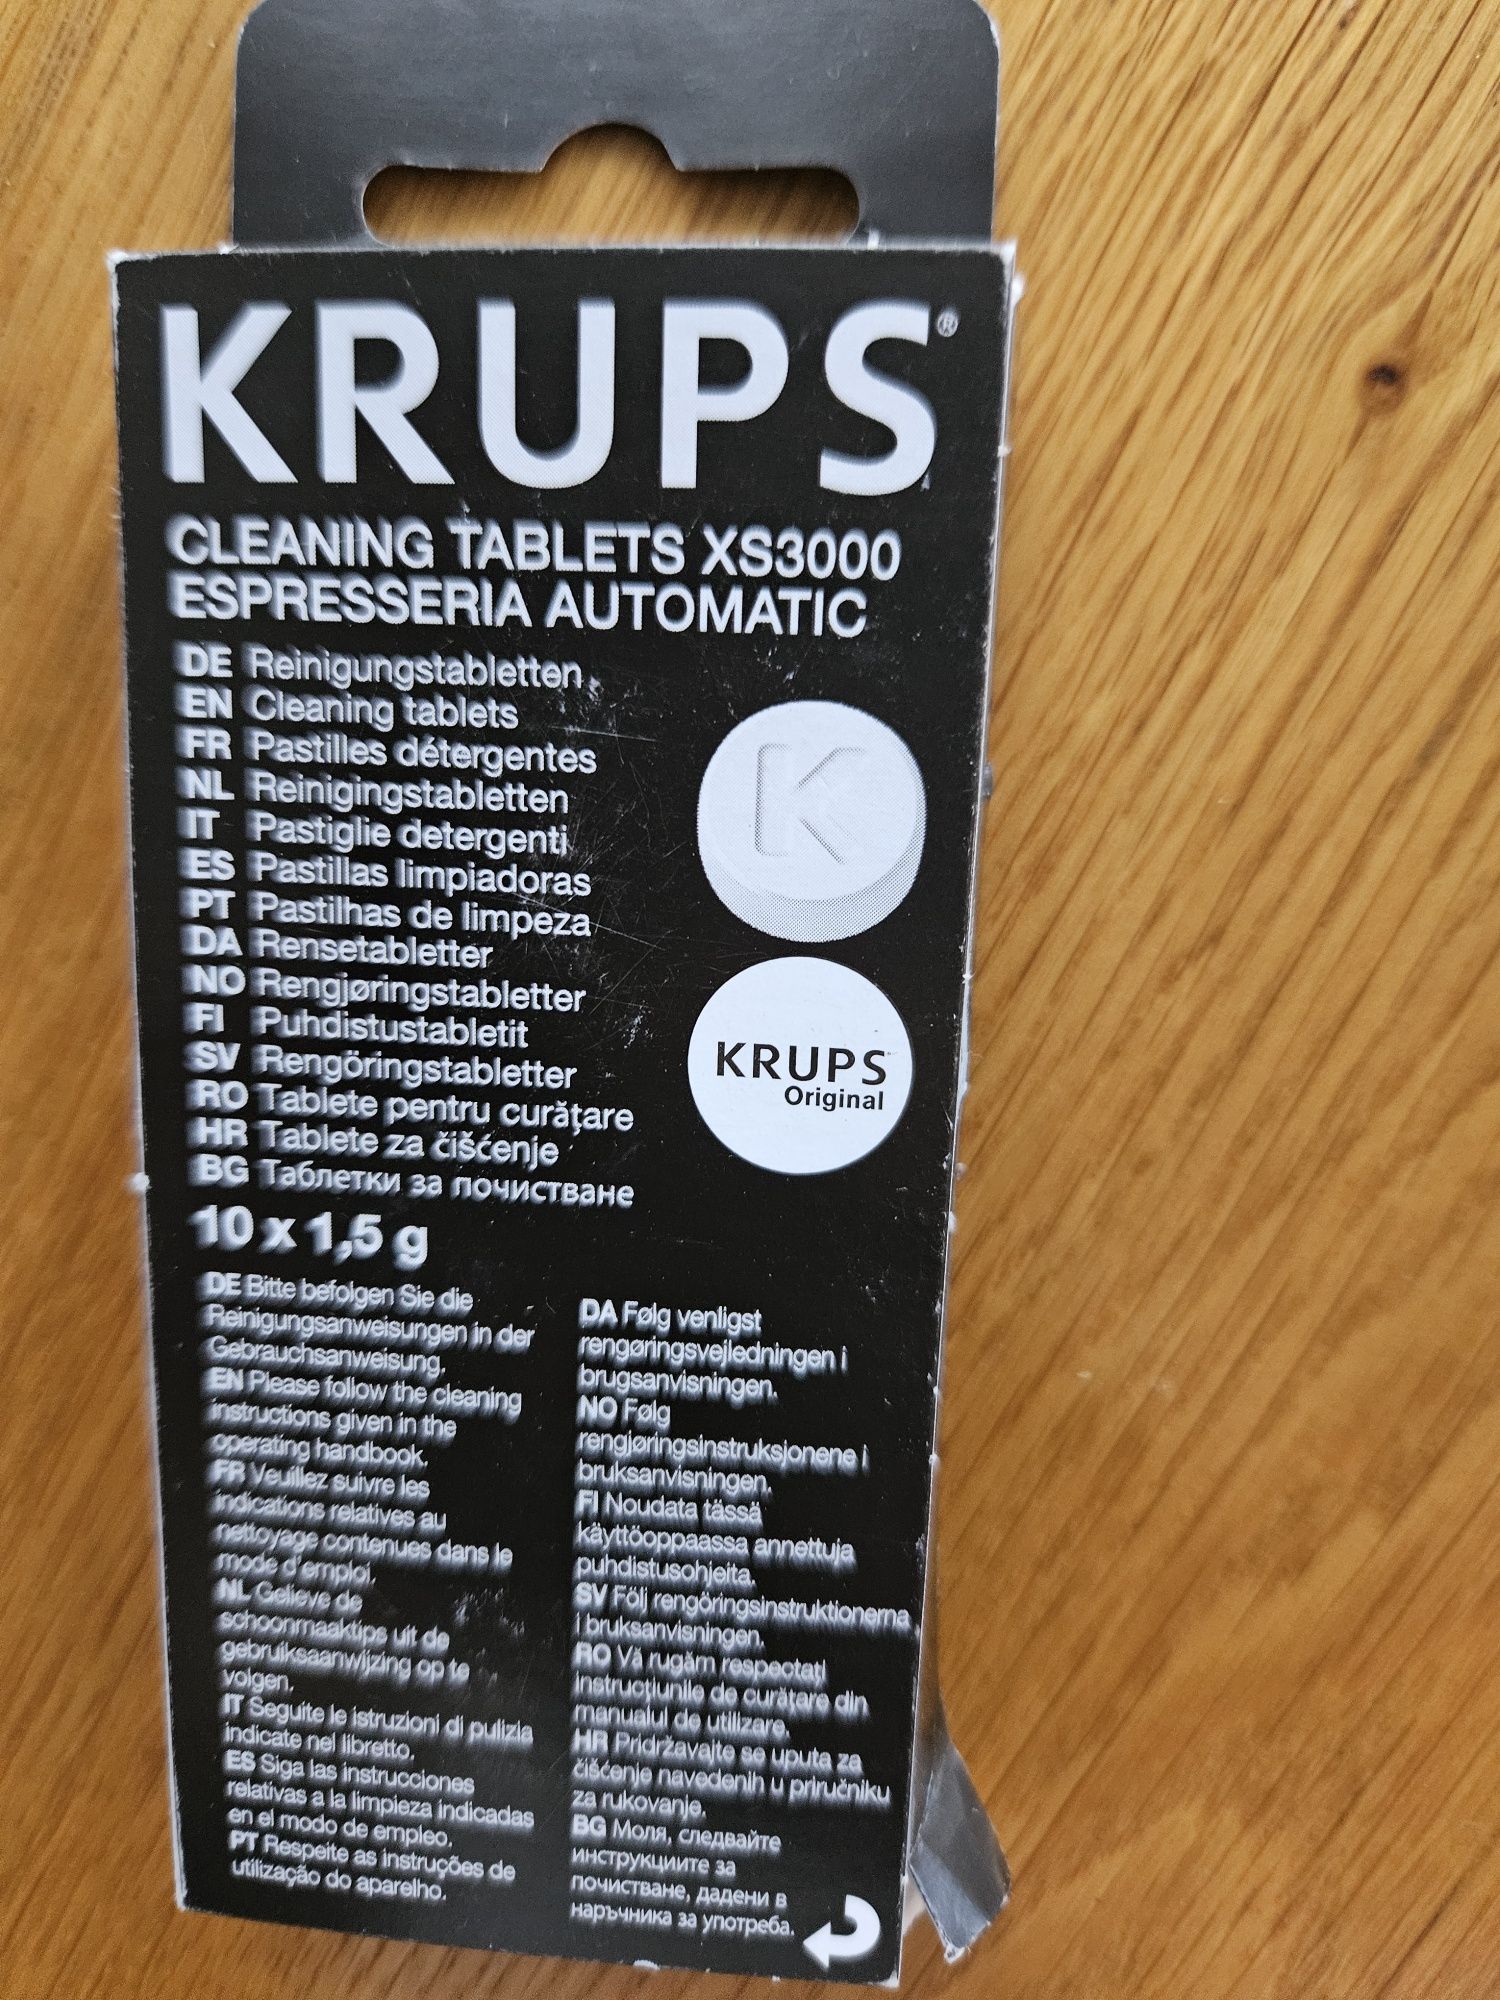 KRUPS®
CLEANING TABLETS XS3000
ESPRESSERIA AUTOMATIC
DE Reinigungstabletten
EN Cleaning tablets
FR Pastilles détergentes
NL Reinigingstabletten
IT Pastiglie detergenti
ES Pastillas limpiadoras
PT Pastilhas de limpeza
DA Rensetabletter
NO Rengjøringstabletter
FI Puhdistustabletit
SV Rengöringstabletter
RO Tablete pentru curăţare
HR Tablete za čišćenje
BG Таблетки за почистване
K
KRUPS
Original
10 x 1,5 g
DE Bitte befolgen Sie die
Reinigungsanweisungen in der
Gebrauchsanweisung.
EN Please follow the cleaning
instructions given in the
operating handbook.
FR Veuillez suivre les
indications relatives au
nettoyage contenues dans le
mode d'emploi.
NL Gelieve de
schoonmaaktips uit de
gebruiksaanwijzing op te
volgen.
IT Seguite le istruzioni di pulizia
indicate nel libretto.
ES Siga las instrucciones
relativas a la limpieza indicadas
en el modo de empleo.
PT Respeite as instruções de
utilização do aparelho.
DA Følg venligst
rengøringsvejledningen i
brugsanvisningen.
NO Følg
rengjøringsinstruksjonene i
bruksanvisningen.
FI Noudata tässä
käyttöoppaassa annettuja
puhdistusohjeita.
SV Följ rengöringsinstruktionerna
i bruksanvisningen.
RO Vă rugăm respectaţi
instrucţiunile de curăţare din
manualul de utilizare.
HR Pridržavajte se uputa za
čišćenje navedenih u priručniku
za rukovanje.
BG Моля, следвайте
инструкциите за
почистване, дадени в
наръчника за употреба.